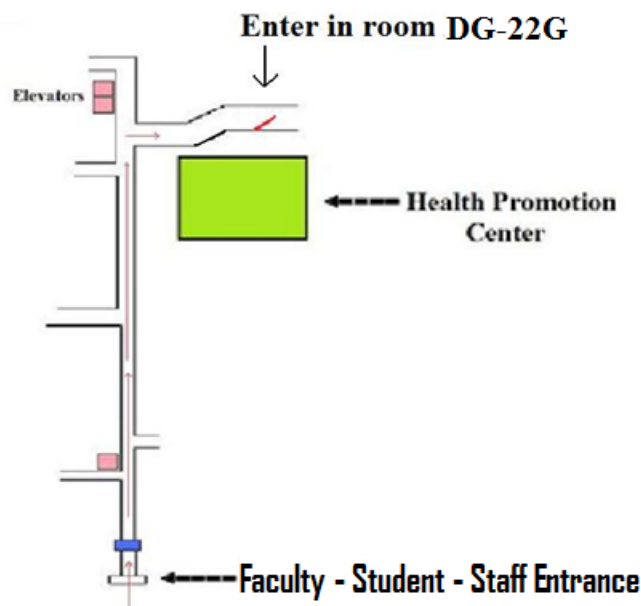 Enter in room DG-22G
Elevators
Health Promotion
Center
Faculty - Student - Staff Entrance